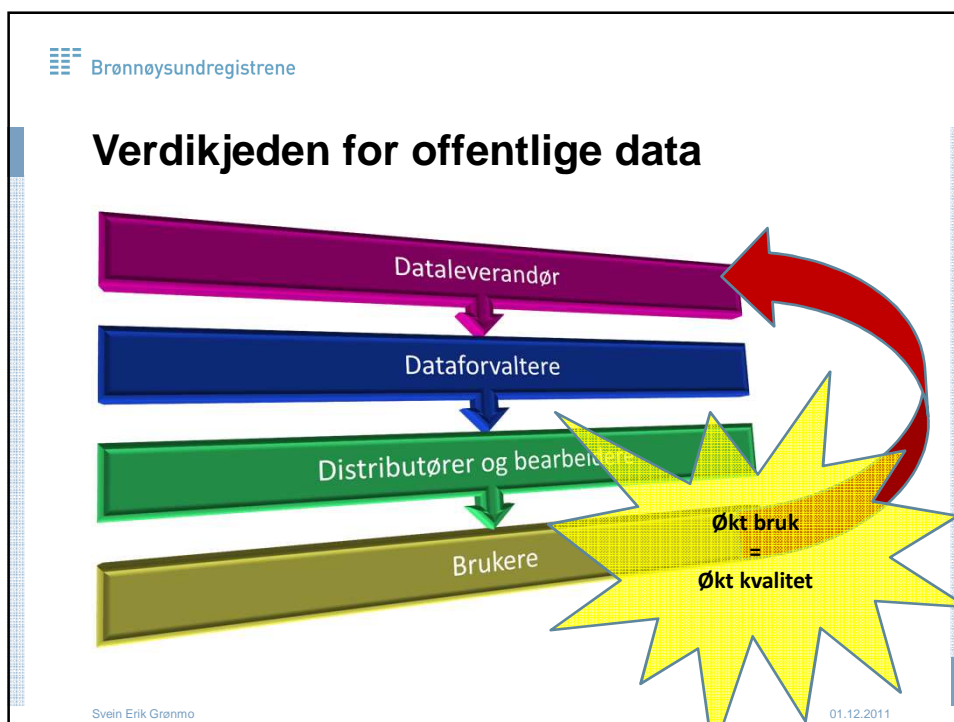 Brønnøysundregistrene
Verdikjeden for offentlige data
Dataleverandør
Dataforvaltere
Distributører og bearbeidere
Brukere
Økt bruk
=
Økt kvalitet
Svein Erik Grønmo
01.12.2011